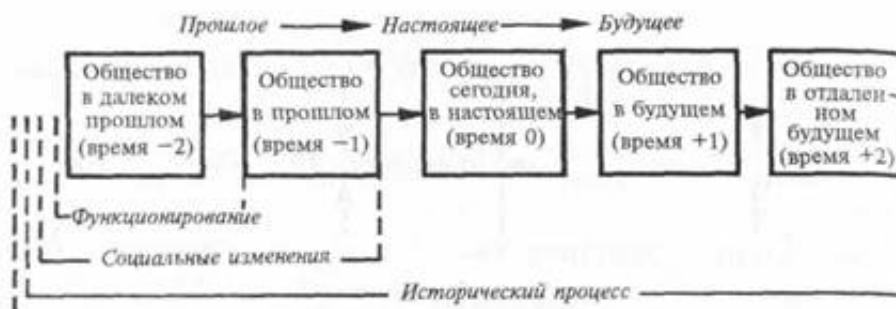 Прошлое Настоящее Будущее
Общество
в далеком
прошлом
(время −2)
Общество
в прошлом
(время −1)
Общество
сегодня,
в настоящем
(время 0)
Общество
в будущем
(время +1)
Общество
в отдален-
ном
будущем
(время +2)
Функционирование
Социальные изменения
Исторический процесс